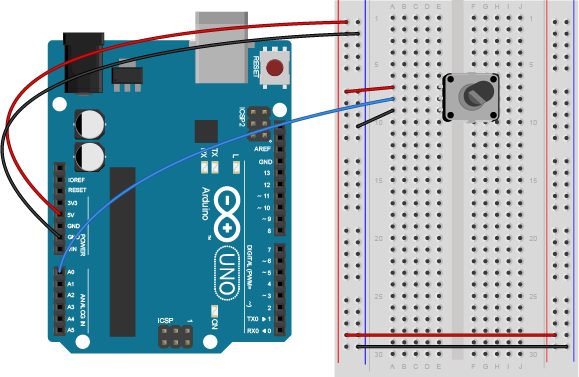 A B C D E F G H I J
1 1
5 5
10 10
15 15
20 20
25 25
30 30
A B C D E F G H I J
RESET
ICSP2
AREF
GND
13
12
~ 11
~ 10
~ 9
8
7
~ 6
~ 5
4
~ 3
2
TX0 ▶ 1
RX0 ◀ 0
DIGITAL (PWM= ~)
L
TX
RX
ON
Arduino
™
UNO
IOREF
RESET
3V3
5V
GND
GND
VIN
POWER
A0
A1
A2
A3
A4
A5
ANALOG IN
ICSP 1